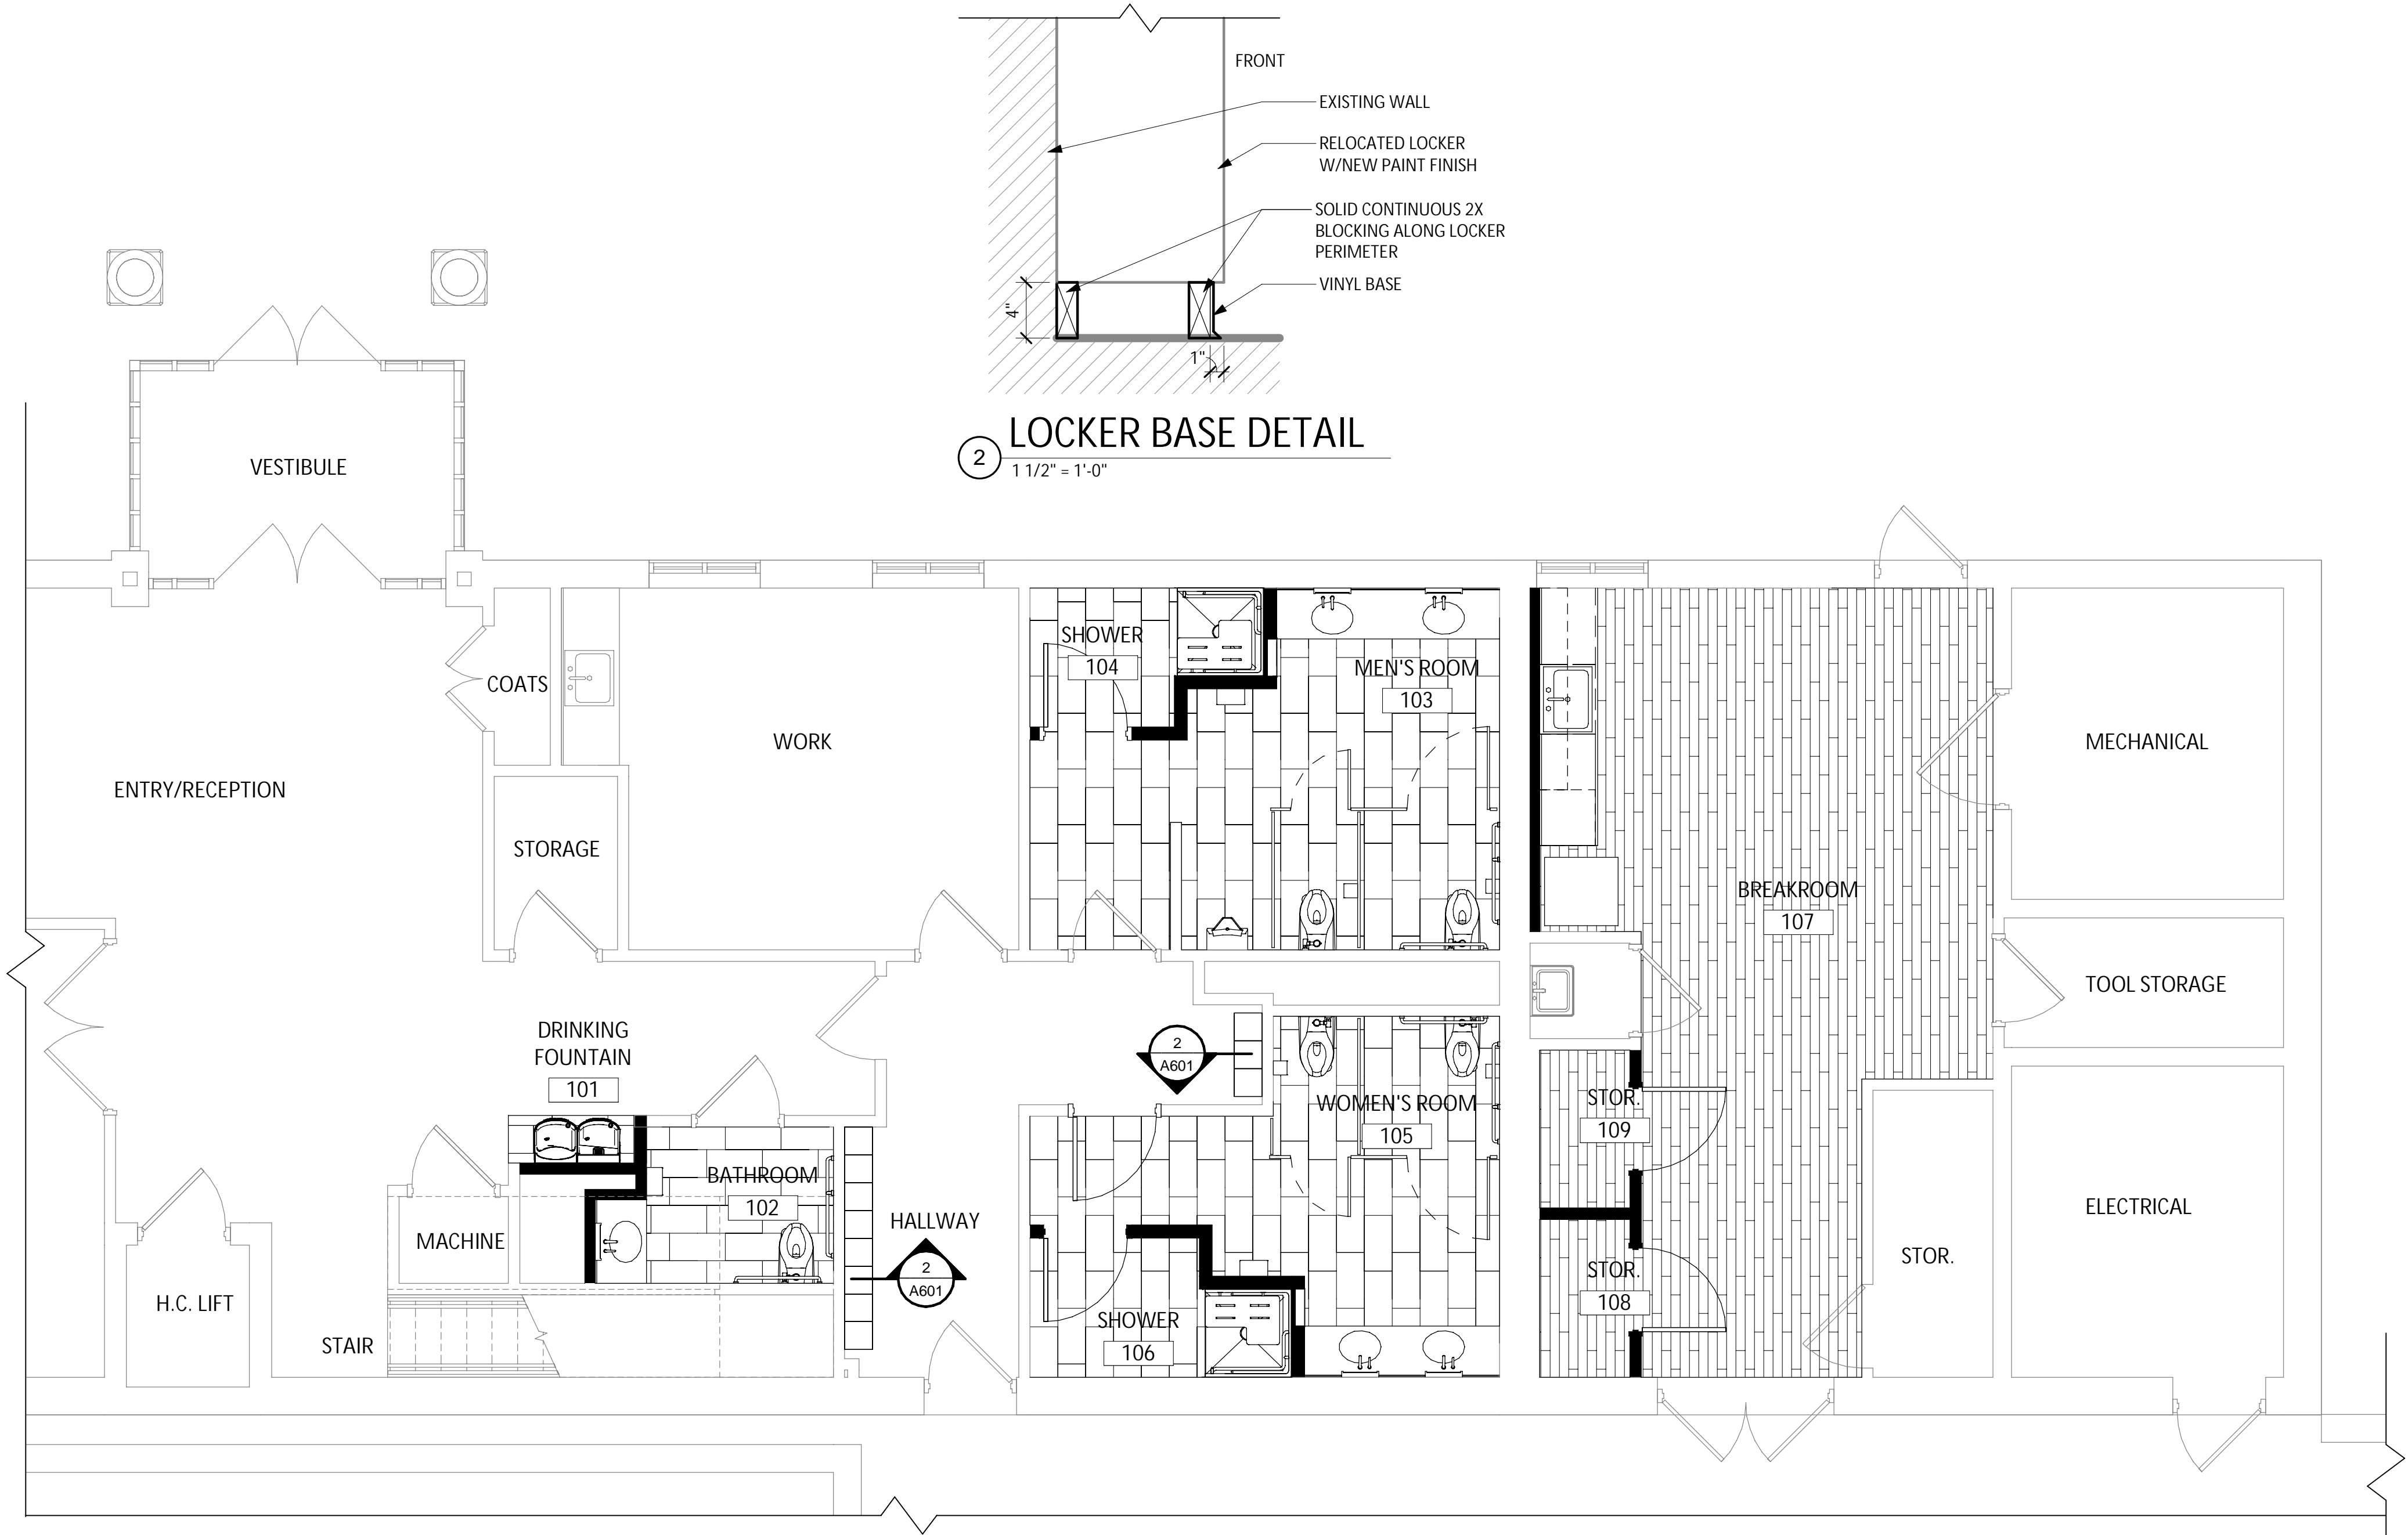 FRONT
EXISTING WALL
RELOCATED LOCKER
W/NEW PAINT FINISH
SOLID CONTINUOUS 2X
BLOCKING ALONG LOCKER
PERIMETER
VINYL BASE
4"
1"
2
LOCKER BASE DETAIL
1 1/2" = 1'-0"
VESTIBULE
ENTRY/RECEPTION
COATS
STORAGE
WORK
SHOWER
104
MEN'S ROOM
103
BREAKROOM
107
MECHANICAL
TOOL STORAGE
DRINKING
FOUNTAIN
101
2
A601
WOMEN'S ROOM
105
STOR.
109
BATHROOM
102
MACHINE
HALLWAY
2
A601
H.C. LIFT
STAIR
SHOWER
106
STOR.
108
STOR.
ELECTRICAL